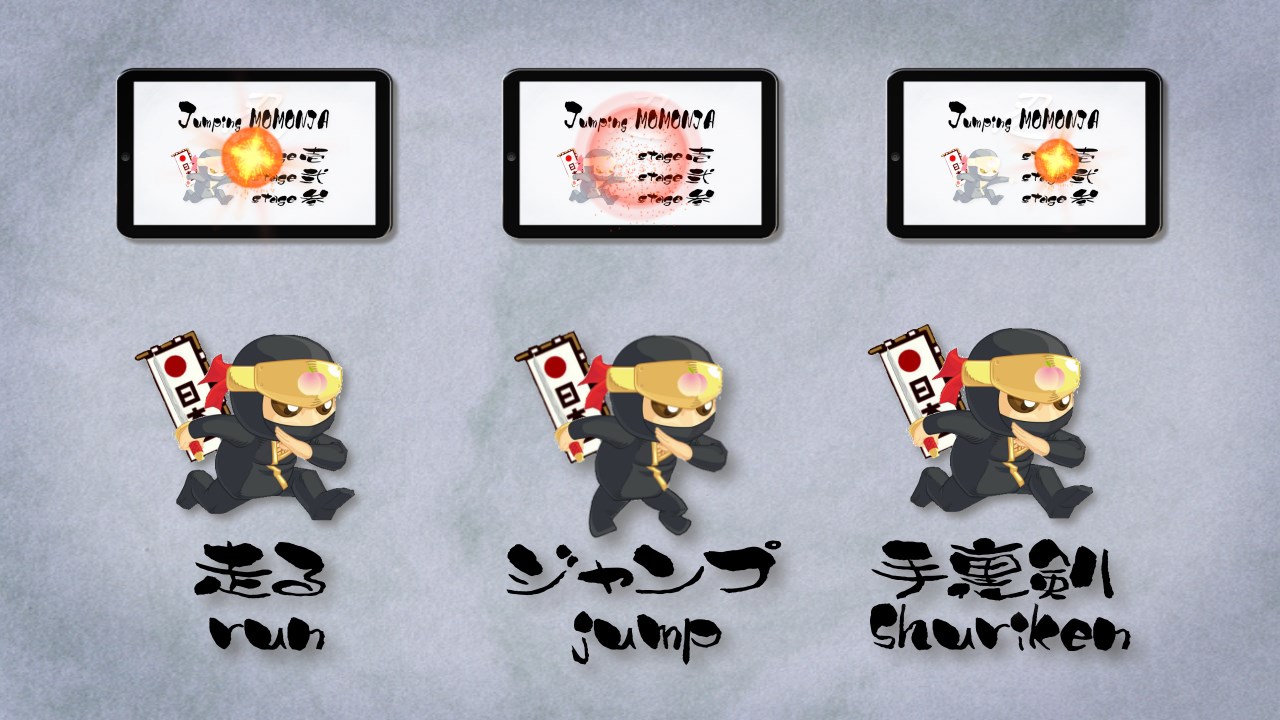 Jumping MOMONJA
stage 壱
stage 弐
stage 参
Jumping MOMONJA
stage 壱
stage 弐
stage 参
Jumping MOMONJA
stage 壱
stage 弐
stage 参
日本
日本
日本
走る
ジャンプ
手裏剣
run
jump
shuriken